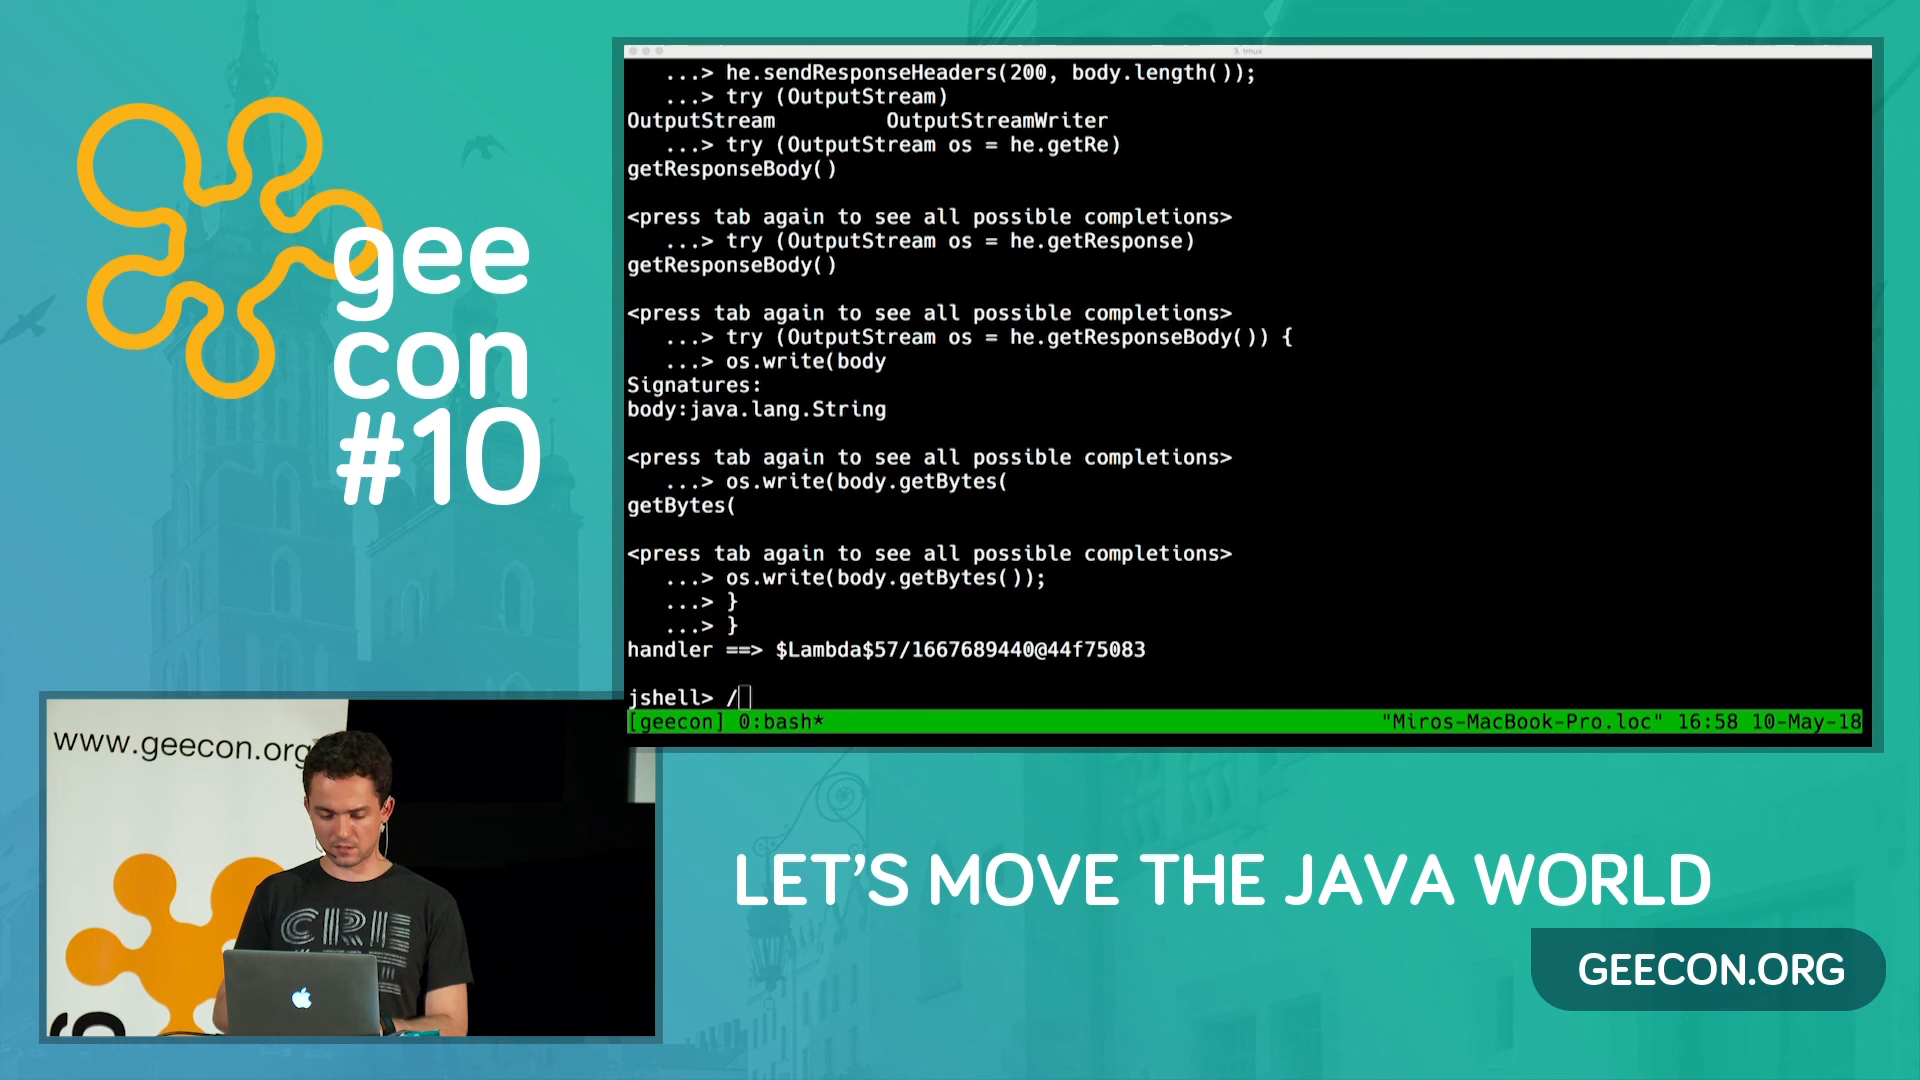 gee
con
#10
3. tmux
...> he.sendResponseHeaders(200, body.length());
...> try (OutputStream)
OutputStream         OutputStreamWriter
...> try (OutputStream os = he.getRe)
getResponseBody()
<press tab again to see all possible completions>
...> try (OutputStream os = he.getResponse)
getResponseBody()
<press tab again to see all possible completions>
...> try (OutputStream os = he.getResponseBody()) {
...> os.write(body
Signatures:
body:java.lang.String
<press tab again to see all possible completions>
...> os.write(body.getBytes(
getBytes(
<press tab again to see all possible completions>
...> os.write(body.getBytes());
...> }
...> }
handler ==> $Lambda$57/1667689440@44f75083
jshell> /
[geecon] 0:bash*                "Miros-MacBook-Pro.loc" 16:58 10-May-18
www.geecon.org
CRIE
LET'S MOVE THE JAVA WORLD
GEECON.ORG